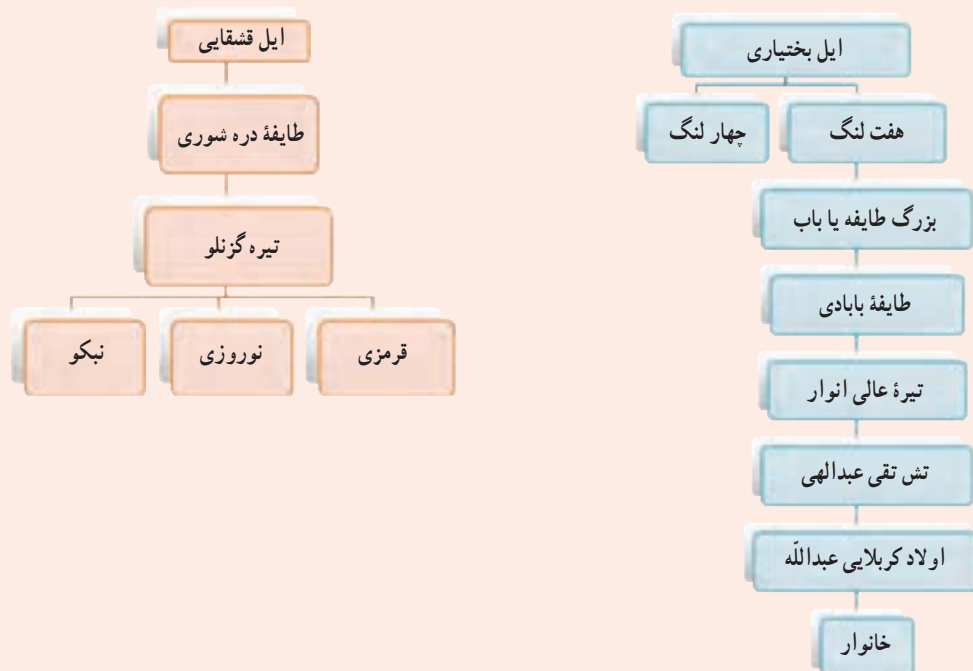 ایل بختیاری
هفت لنگ
چهار لنگ
بزرگ طایفه یا باب
طایفهٔ بابادی
تیرهٔ عالی انوار
تش تقی عبدالهی
اولاد کربلایی عبداللّه
خانوار
ایل قشقایی
طایفهٔ دره شوری
تیره گزنلو
قرمزی
نوروزی
نبکو